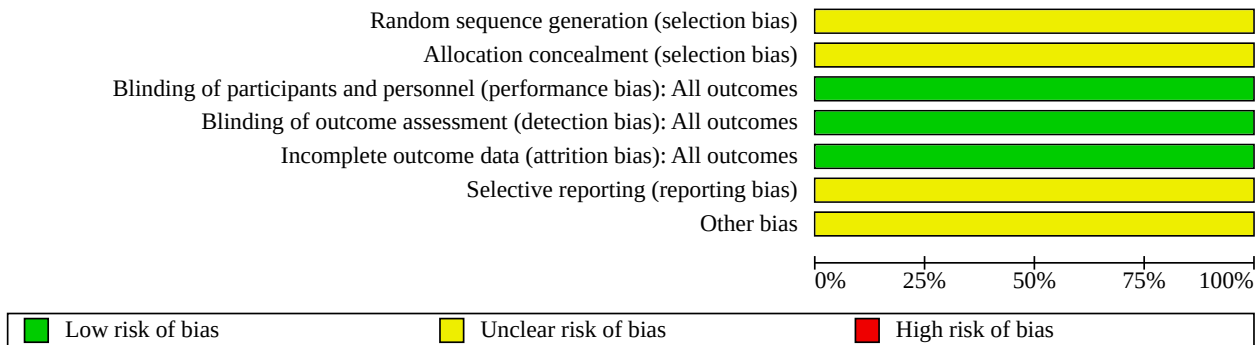 Random sequence generation (selection bias)
Allocation concealment (selection bias)
Blinding of participants and personnel (performance bias): All outcomes
Blinding of outcome assessment (detection bias): All outcomes
Incomplete outcome data (attrition bias): All outcomes
Selective reporting (reporting bias)
Other bias
0% 25% 50% 75% 100%
Low risk of bias Unclear risk of bias High risk of bias